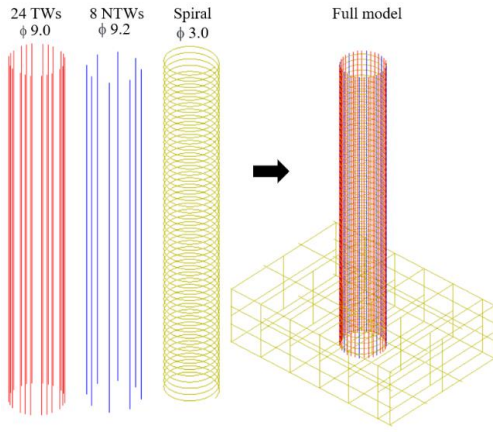 24 TWs
ϕ 9.0
8 NTWs
ϕ 9.2
Spiral
ϕ 3.0
Full model